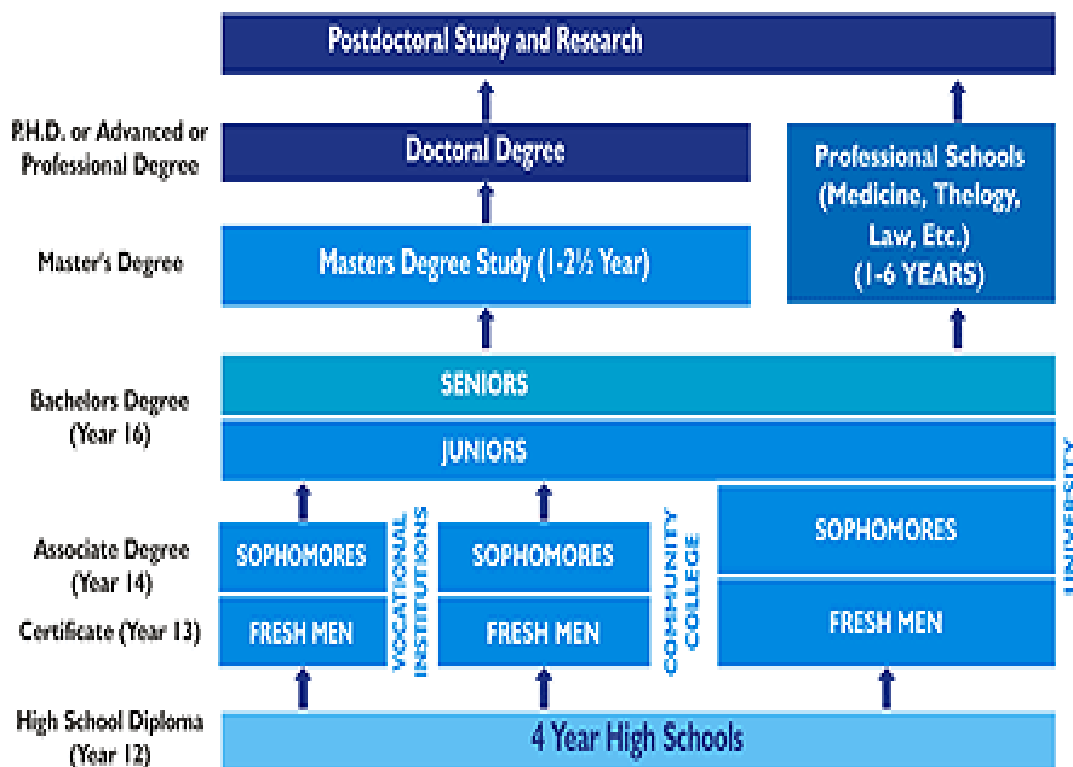 Postdoctoral Study and Research
P.H.D. or Advanced or
Professional Degree
Doctoral Degree
Professional Schools
(Medicine, Thelogy,
Law, Etc.)
(1-6 YEARS)
Master's Degree
Masters Degree Study (1-2½ Year)
Bachelors Degree
(Year 16)
SENIORS
JUNIORS
Associate Degree
(Year 14)
SOPHOMORES
SOPHOMORES
SOPHOMORES
Certificate (Year 13)
FRESH MEN
VOCATIONAL
INSTITUTIONS
FRESH MEN
COMMUNITY
COLLEGE
FRESH MEN
UNIVERSITY
High School Diploma
(Year 12)
4 Year High Schools